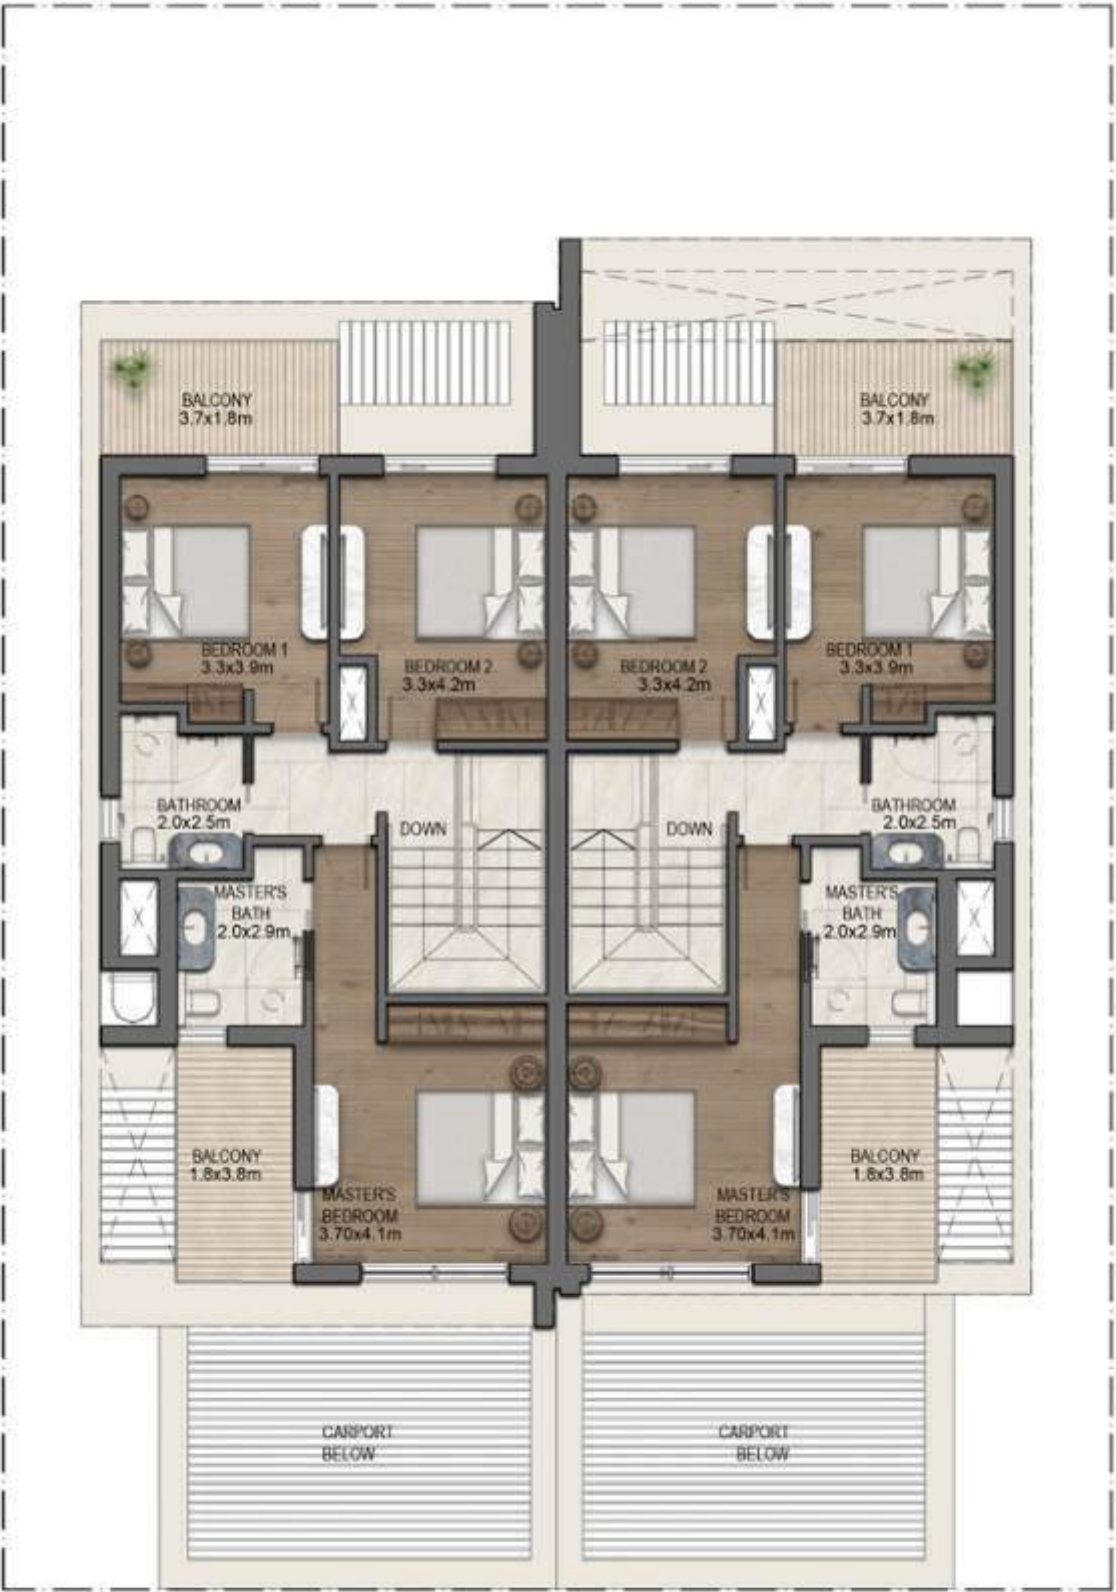 BALCONY
3.7x1.8m
BALCONY
3.7x1.8m
BEDROOM 1
3.3x3.9m
BEDROOM 2
3.3x4.2m
BEDROOM 2
3.3x4.2m
BEDROOM 1
3.3x3.9m
BATHROOM
2.0x2.5m
DOWN
DOWN
BATHROOM
2.0x2.5m
MASTER'S
BATH
2.0x2.9m
MASTER'S
BATH
2.0x2.9m
BALCONY
1.8x3.8m
MASTER'S
BEDROOM
3.70x4.1m
MASTER'S
BEDROOM
3.70x4.1m
BALCONY
1.8x3.8m
CARPORT
BELOW
CARPORT
BELOW